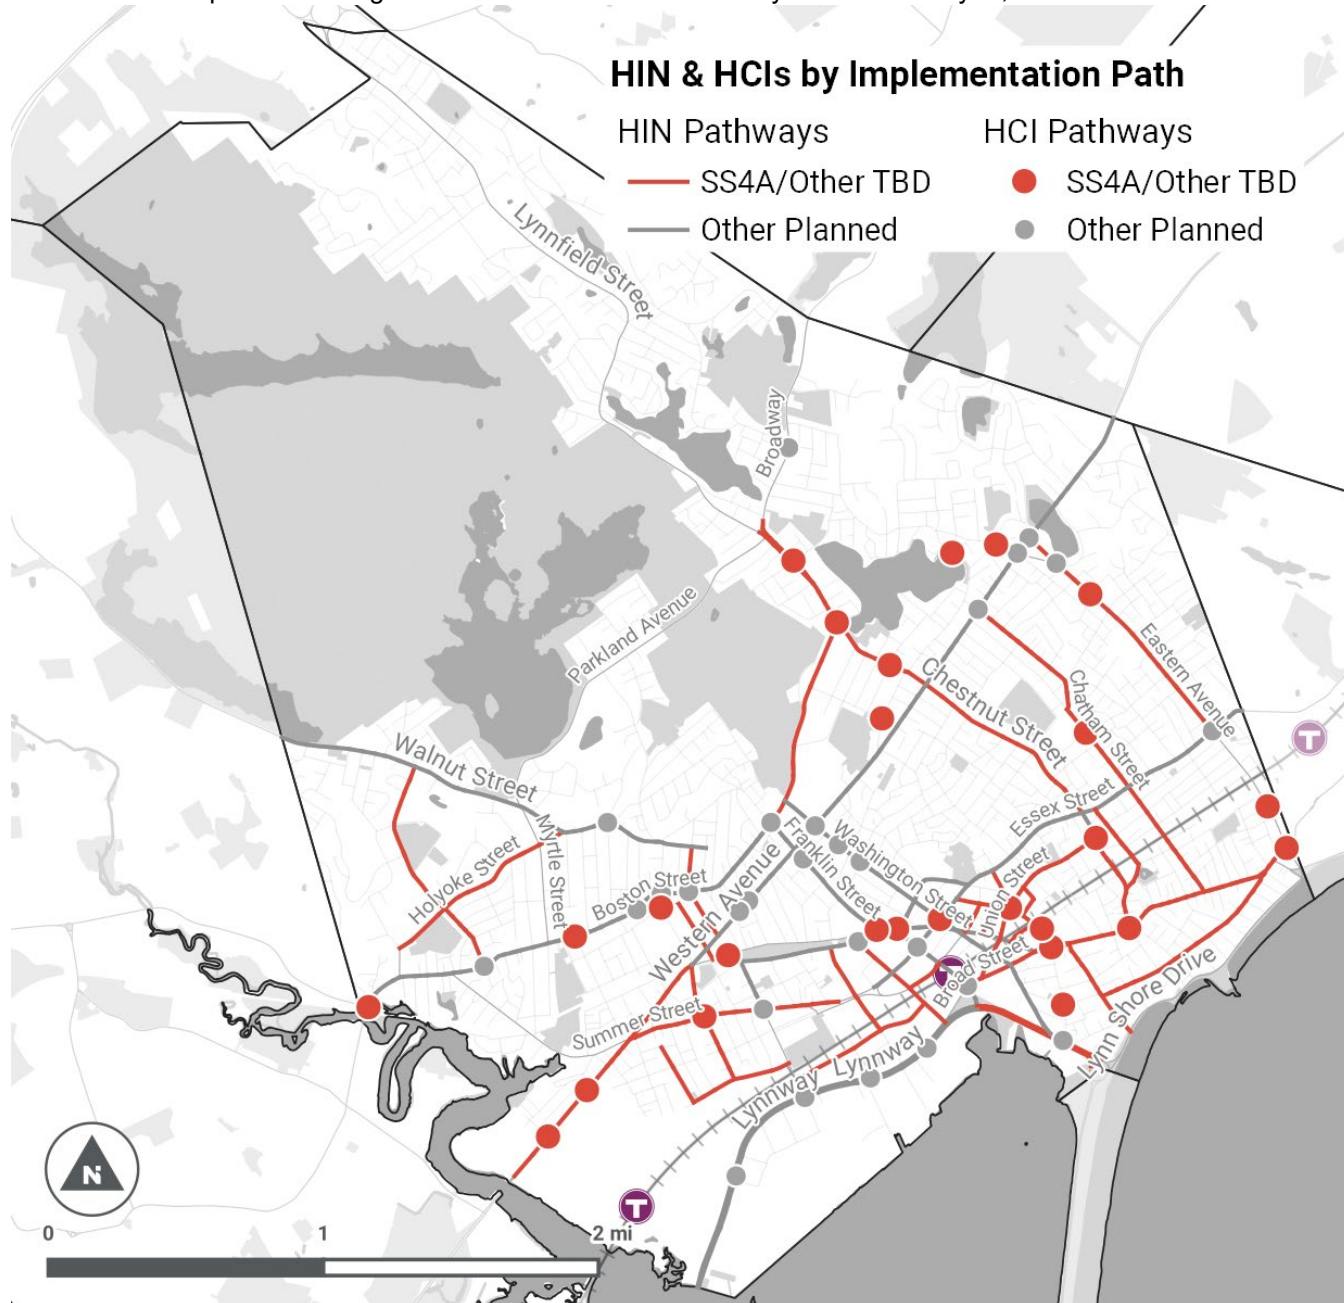 HIN & HCIs by Implementation Path
HIN Pathways
HCI Pathways
SS4A/Other TBD
SS4A/Other TBD
Other Planned
Other Planned
Lynnfield Street
Broadway
Parkland Avenue
Chestnut Street
Chatham Street
Eastern Avenue
Walnut Street
Myrtle Street
Holyoke Street
Boston Street
Western Avenue
Franklin Street
Washington Street
Essex Street
Union Street
Broad Street
Summer Street
Lynnway
Lynnway
Lynn Shore Drive
T
T
T
N
0 1 2 mi